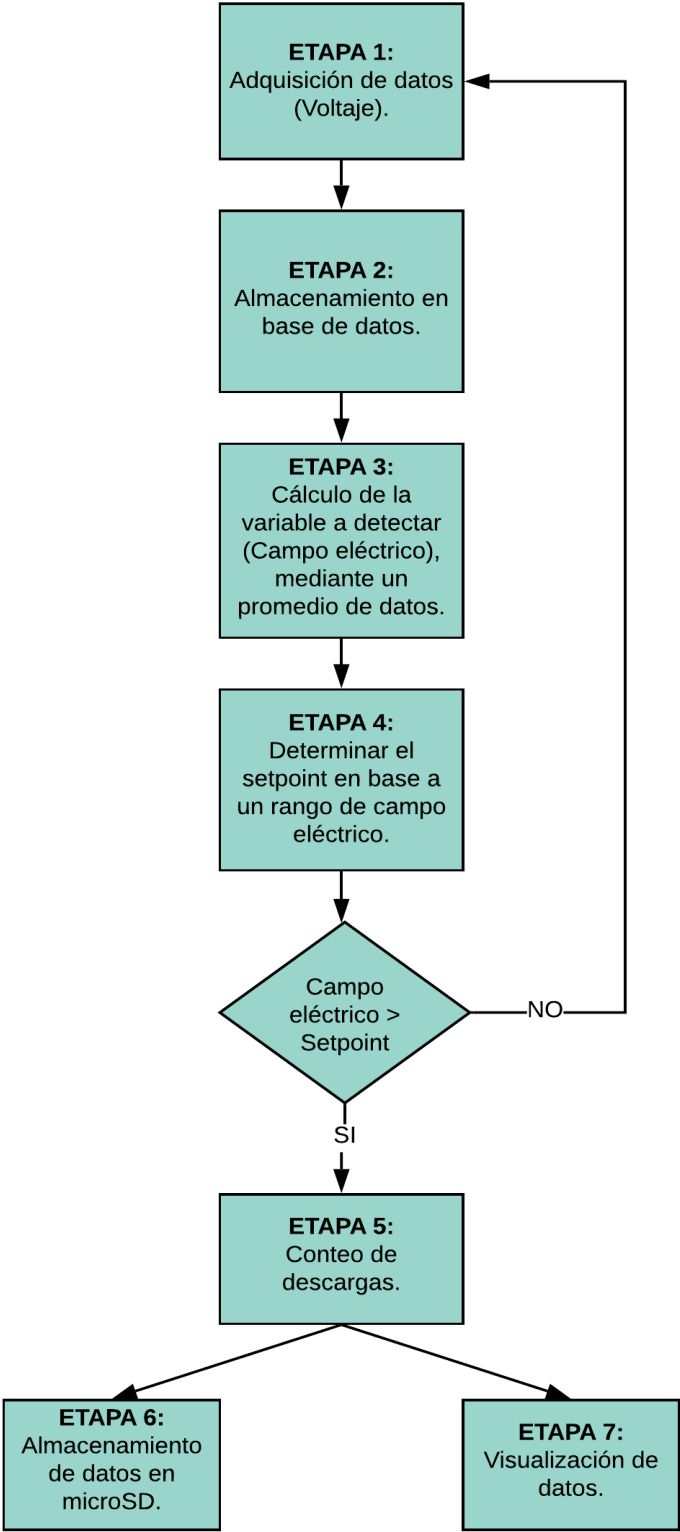 ETAPA 1:
Adquisición de datos
(Voltaje).
ETAPA 2:
Almacenamiento en
base de datos.
ETAPA 3:
Cálculo de la
variable a detectar
(Campo eléctrico),
mediante un
promedio de datos.
ETAPA 4:
Determinar el
setpoint en base a
un rango de campo
eléctrico.
Campo
eléctrico >
Setpoint
NO
SI
ETAPA 5:
Conteo de
descargas.
ETAPA 6:
Almacenamiento
de datos en
microSD.
ETAPA 7:
Visualización de
datos.